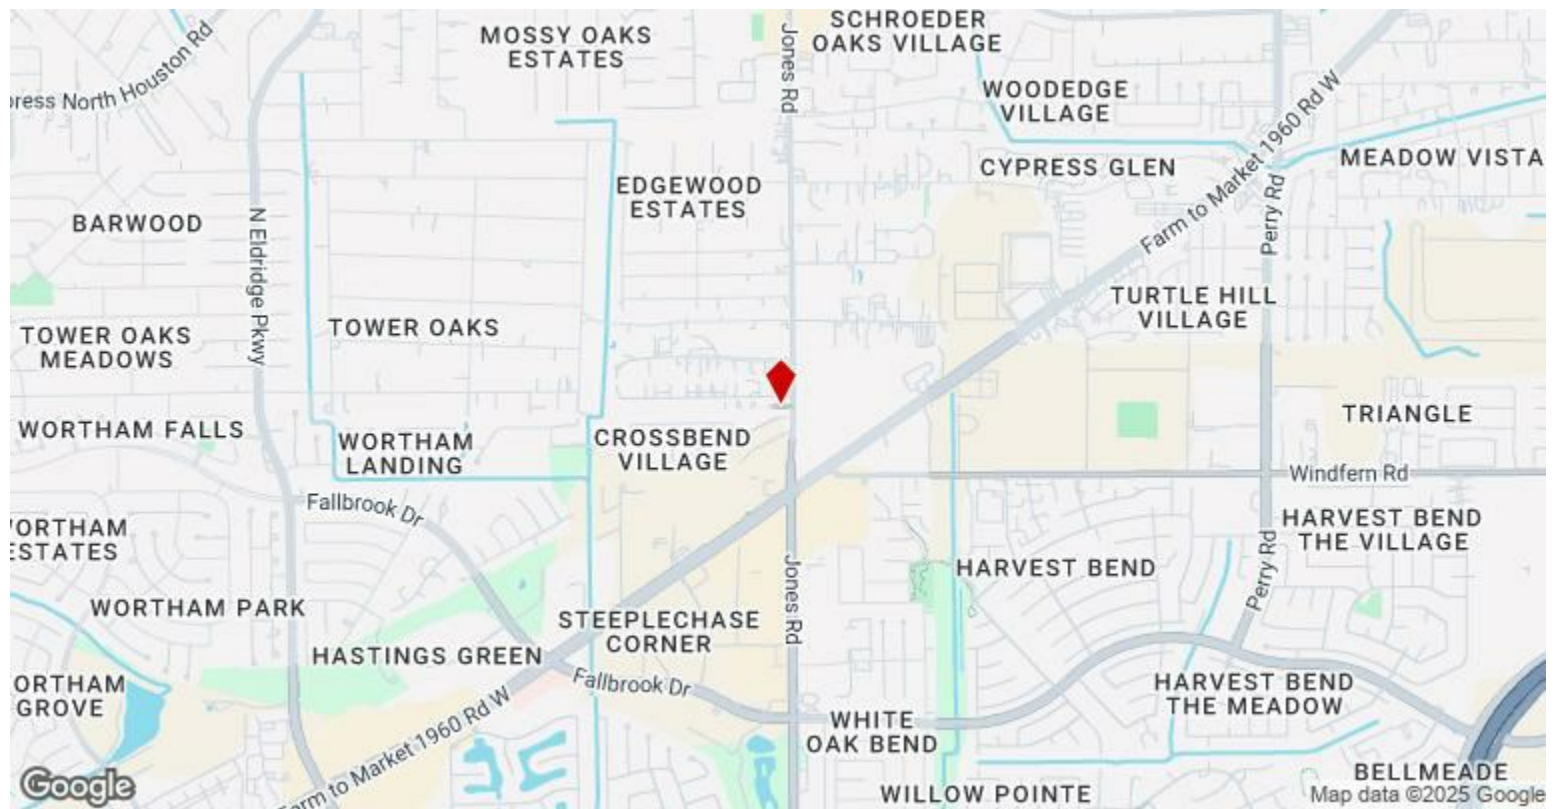 MOSSY OAKS
ESTATES
SCHROEDER
OAKS VILLAGE
Jones Rd
press North Houston Rd
WOODEDGE
VILLAGE
Farm to Market 1960 Rd W
CYPRESS GLEN
MEADOW VISTA
EDGEWOOD
ESTATES
BARWOOD
N Eldridge Pkwy
Perry Rd
TURTLE HILL
VILLAGE
TOWER OAKS
TOWER OAKS
MEADOWS
TRIANGLE
WORTHAM FALLS
WORTHAM
LANDING
CROSSBEND
VILLAGE
Windfern Rd
Fallbrook Dr
ORTHAM
ESTATES
HARVEST BEND
THE VILLAGE
Jones Rd
HARVEST BEND
Perry Rd
WORTHAM PARK
STEEPLECHASE
CORNER
HASTINGS GREEN
Fallbrook Dr
ORTHAM
GROVE
HARVEST BEND
THE MEADOW
Farm to Market 1960 Rd W
WHITE
OAK BEND
BELLMEADE
Google
WILLOW POINTE
Map data ©2025 Google